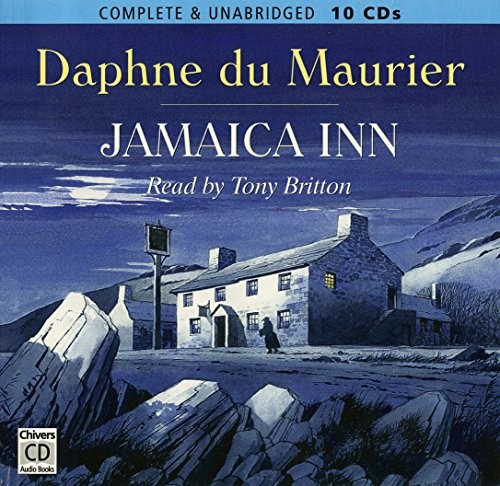 COMPLETE & UNABRIDGED 10 CDs
Daphne du Maurier
JAMAICA INN
Read by Tony Britton
Chivers
CD
Audio Books